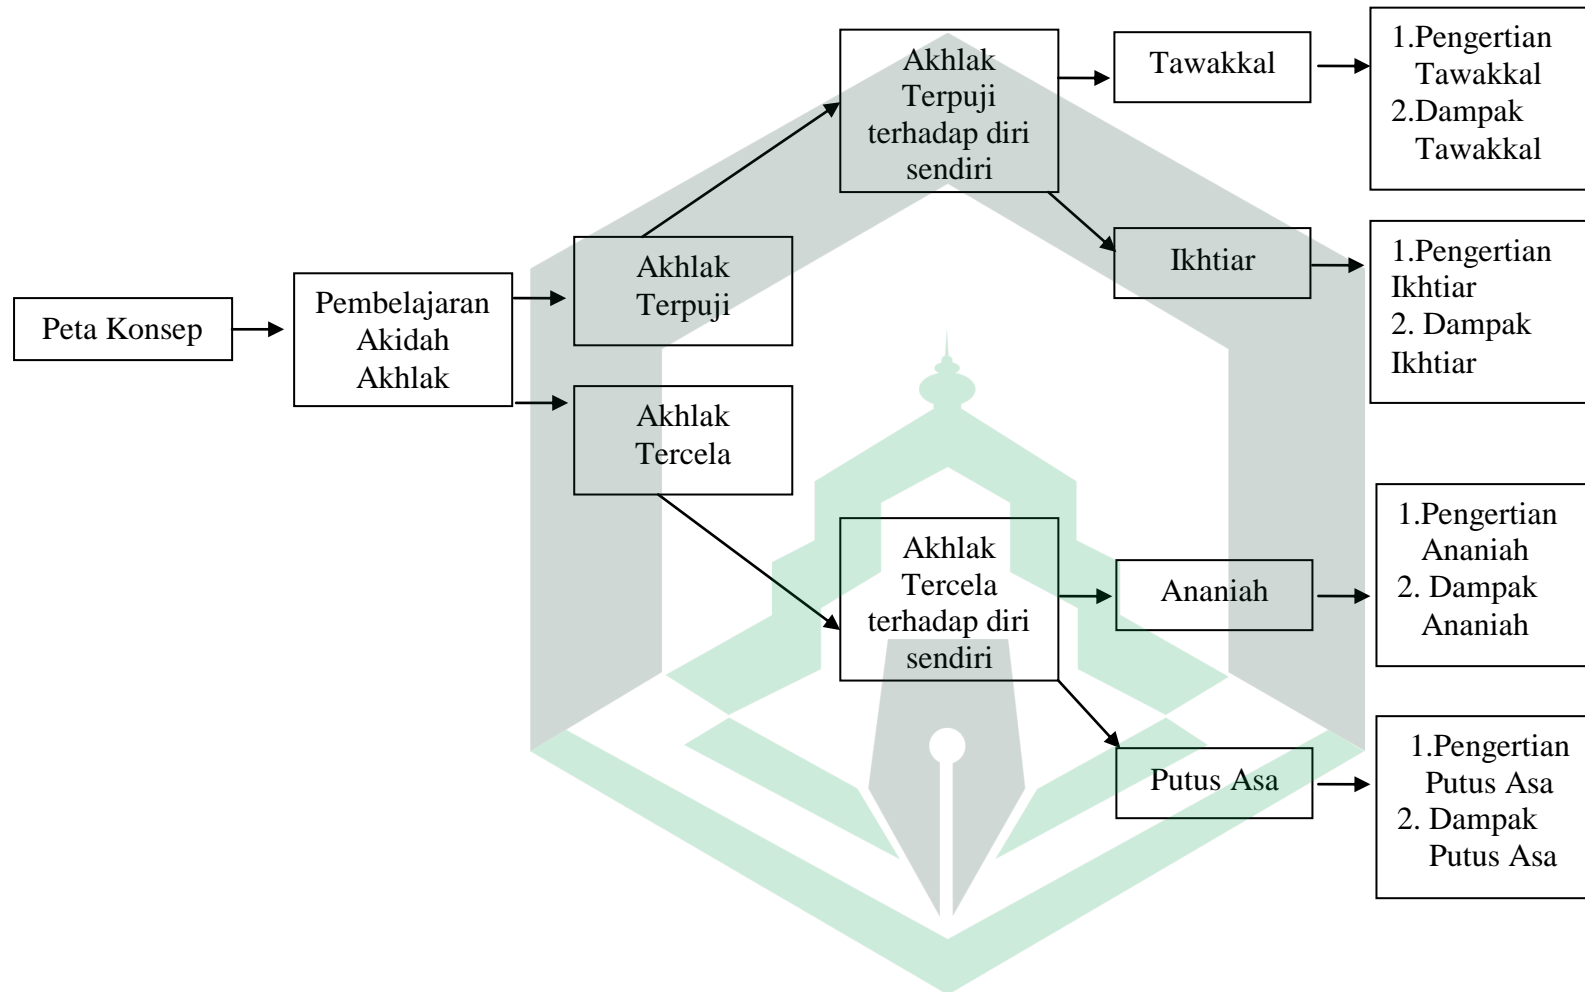 Peta Konsep
Pembelajaran
Akidah
Akhlak
Akhlak
Terpuji
Akhlak
Terpuji
terhadap diri
sendiri
Tawakkal
1.Pengertian
Tawakkal
2.Dampak
Tawakkal
Ikhtiar
1.Pengertian
Ikhtiar
2. Dampak
Ikhtiar
Akhlak
Tercela
Akhlak
Tercela
terhadap diri
sendiri
Ananiah
1.Pengertian
Ananiah
2. Dampak
Ananiah
Putus Asa
1.Pengertian
Putus Asa
2. Dampak
Putus Asa